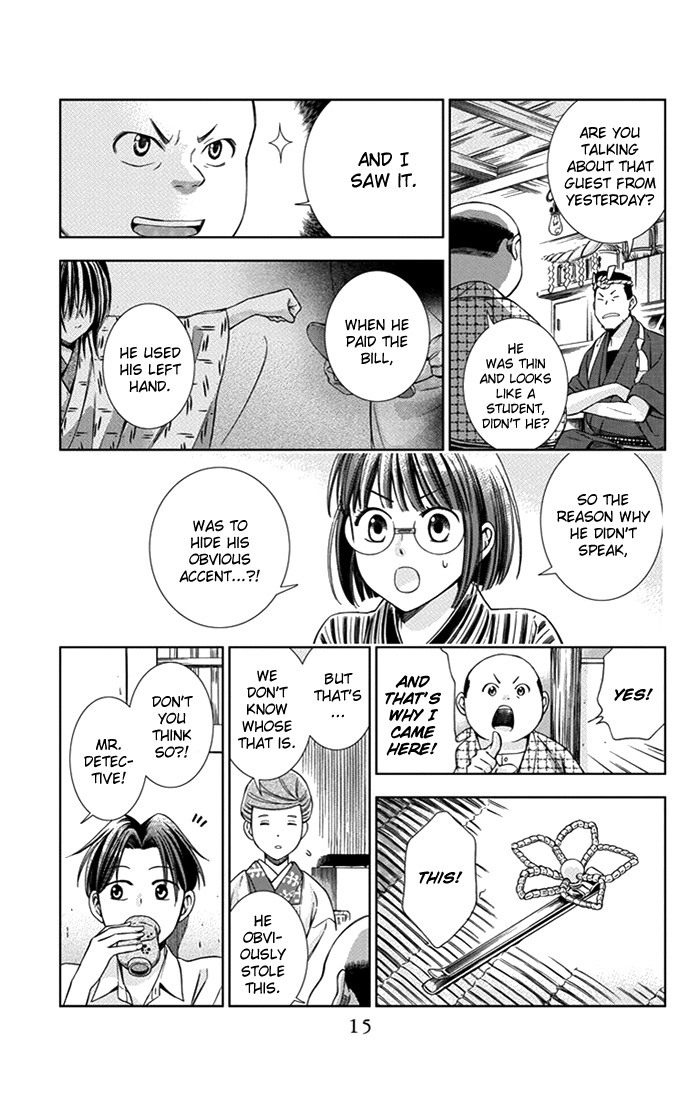 ARE YOU
TALKING
ABOUT THAT
GUEST FROM
YESTERDAY?
HE
WAS THIN
AND LOOKS
LIKE A
STUDENT,
DIDN'T HE?
AND I
SAW IT.
WHEN HE
PAID THE
BILL,
HE USED
HIS LEFT
HAND.
SO THE
REASON WHY
HE DIDN'T
SPEAK,
WAS TO
HIDE HIS
OBVIOUS
ACCENT...?!
YES!
AND
THAT'S
WHY I
CAME
HERE!
THIS!
BUT
THAT'S
...
WE
DON'T
KNOW
WHOSE
THAT IS.
HE
OBVI-
OUSLY
STOLE
THIS.
DON'T
YOU
THINK
SO?!
MR.
DETEC-
TIVE!
15